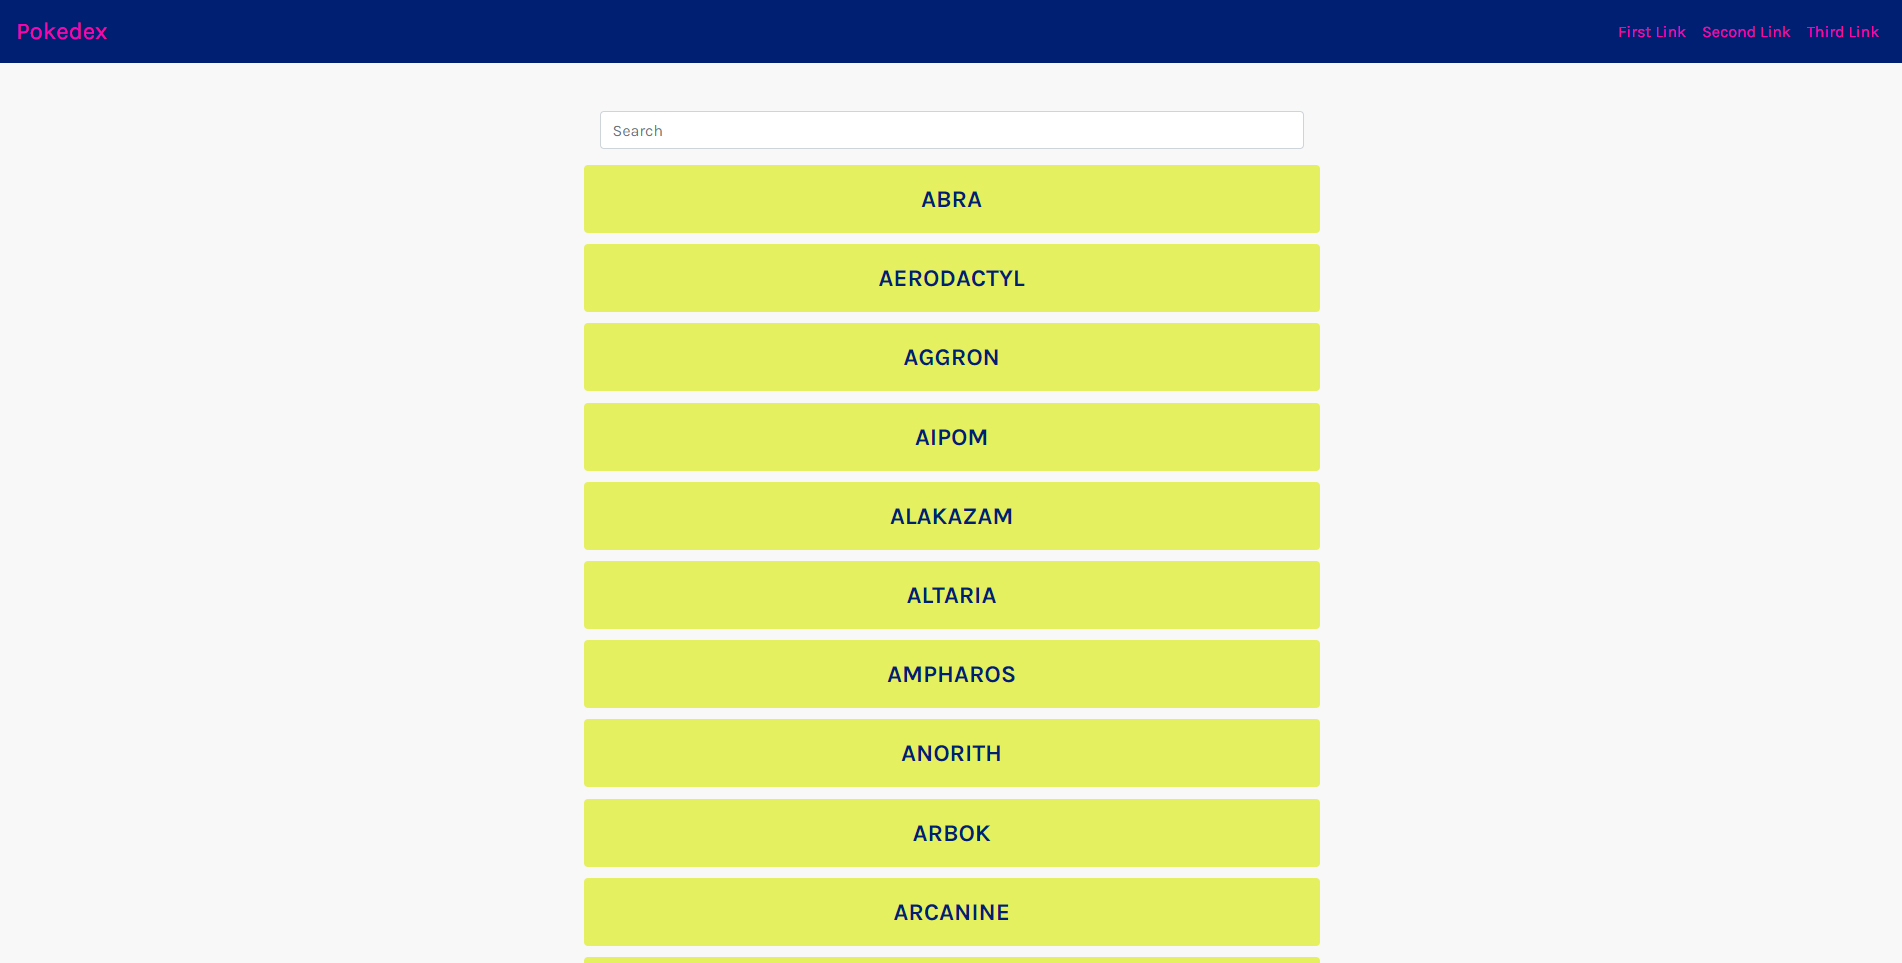 Pokedex
First Link Second Link Third Link
Search
ABRA
AERODACTYL
AGGRON
AIPOM
ALAKAZAM
ALTARIA
AMPHAROS
ANORITH
ARBOK
ARCANINE